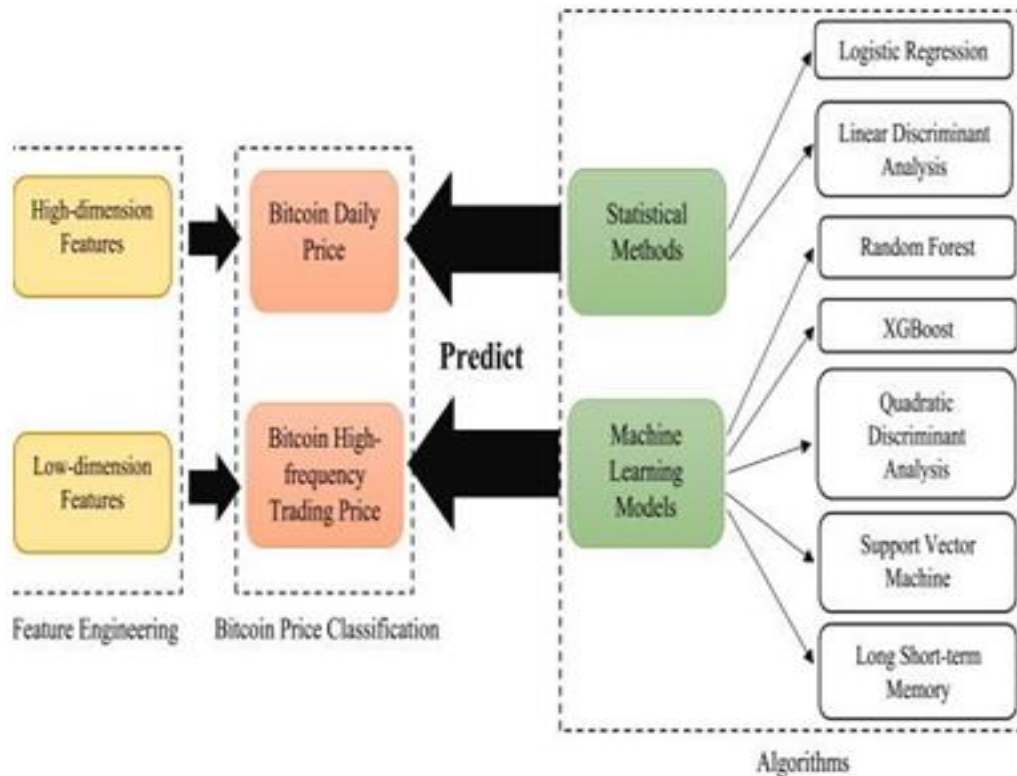 High-dimension
Features
Low-dimension
Features
Feature Engineering
Bitcoin Daily
Price
Bitcoin High-
frequency
Trading Price
Bitcoin Price Classification
Predict
Statistical
Methods
Machine
Learning
Models
Logistic Regression
Linear Discriminant
Analysis
Random Forest
XGBoost
Quadratic
Discriminant
Analysis
Support Vector
Machine
Long Short-term
Memory
Algorithms